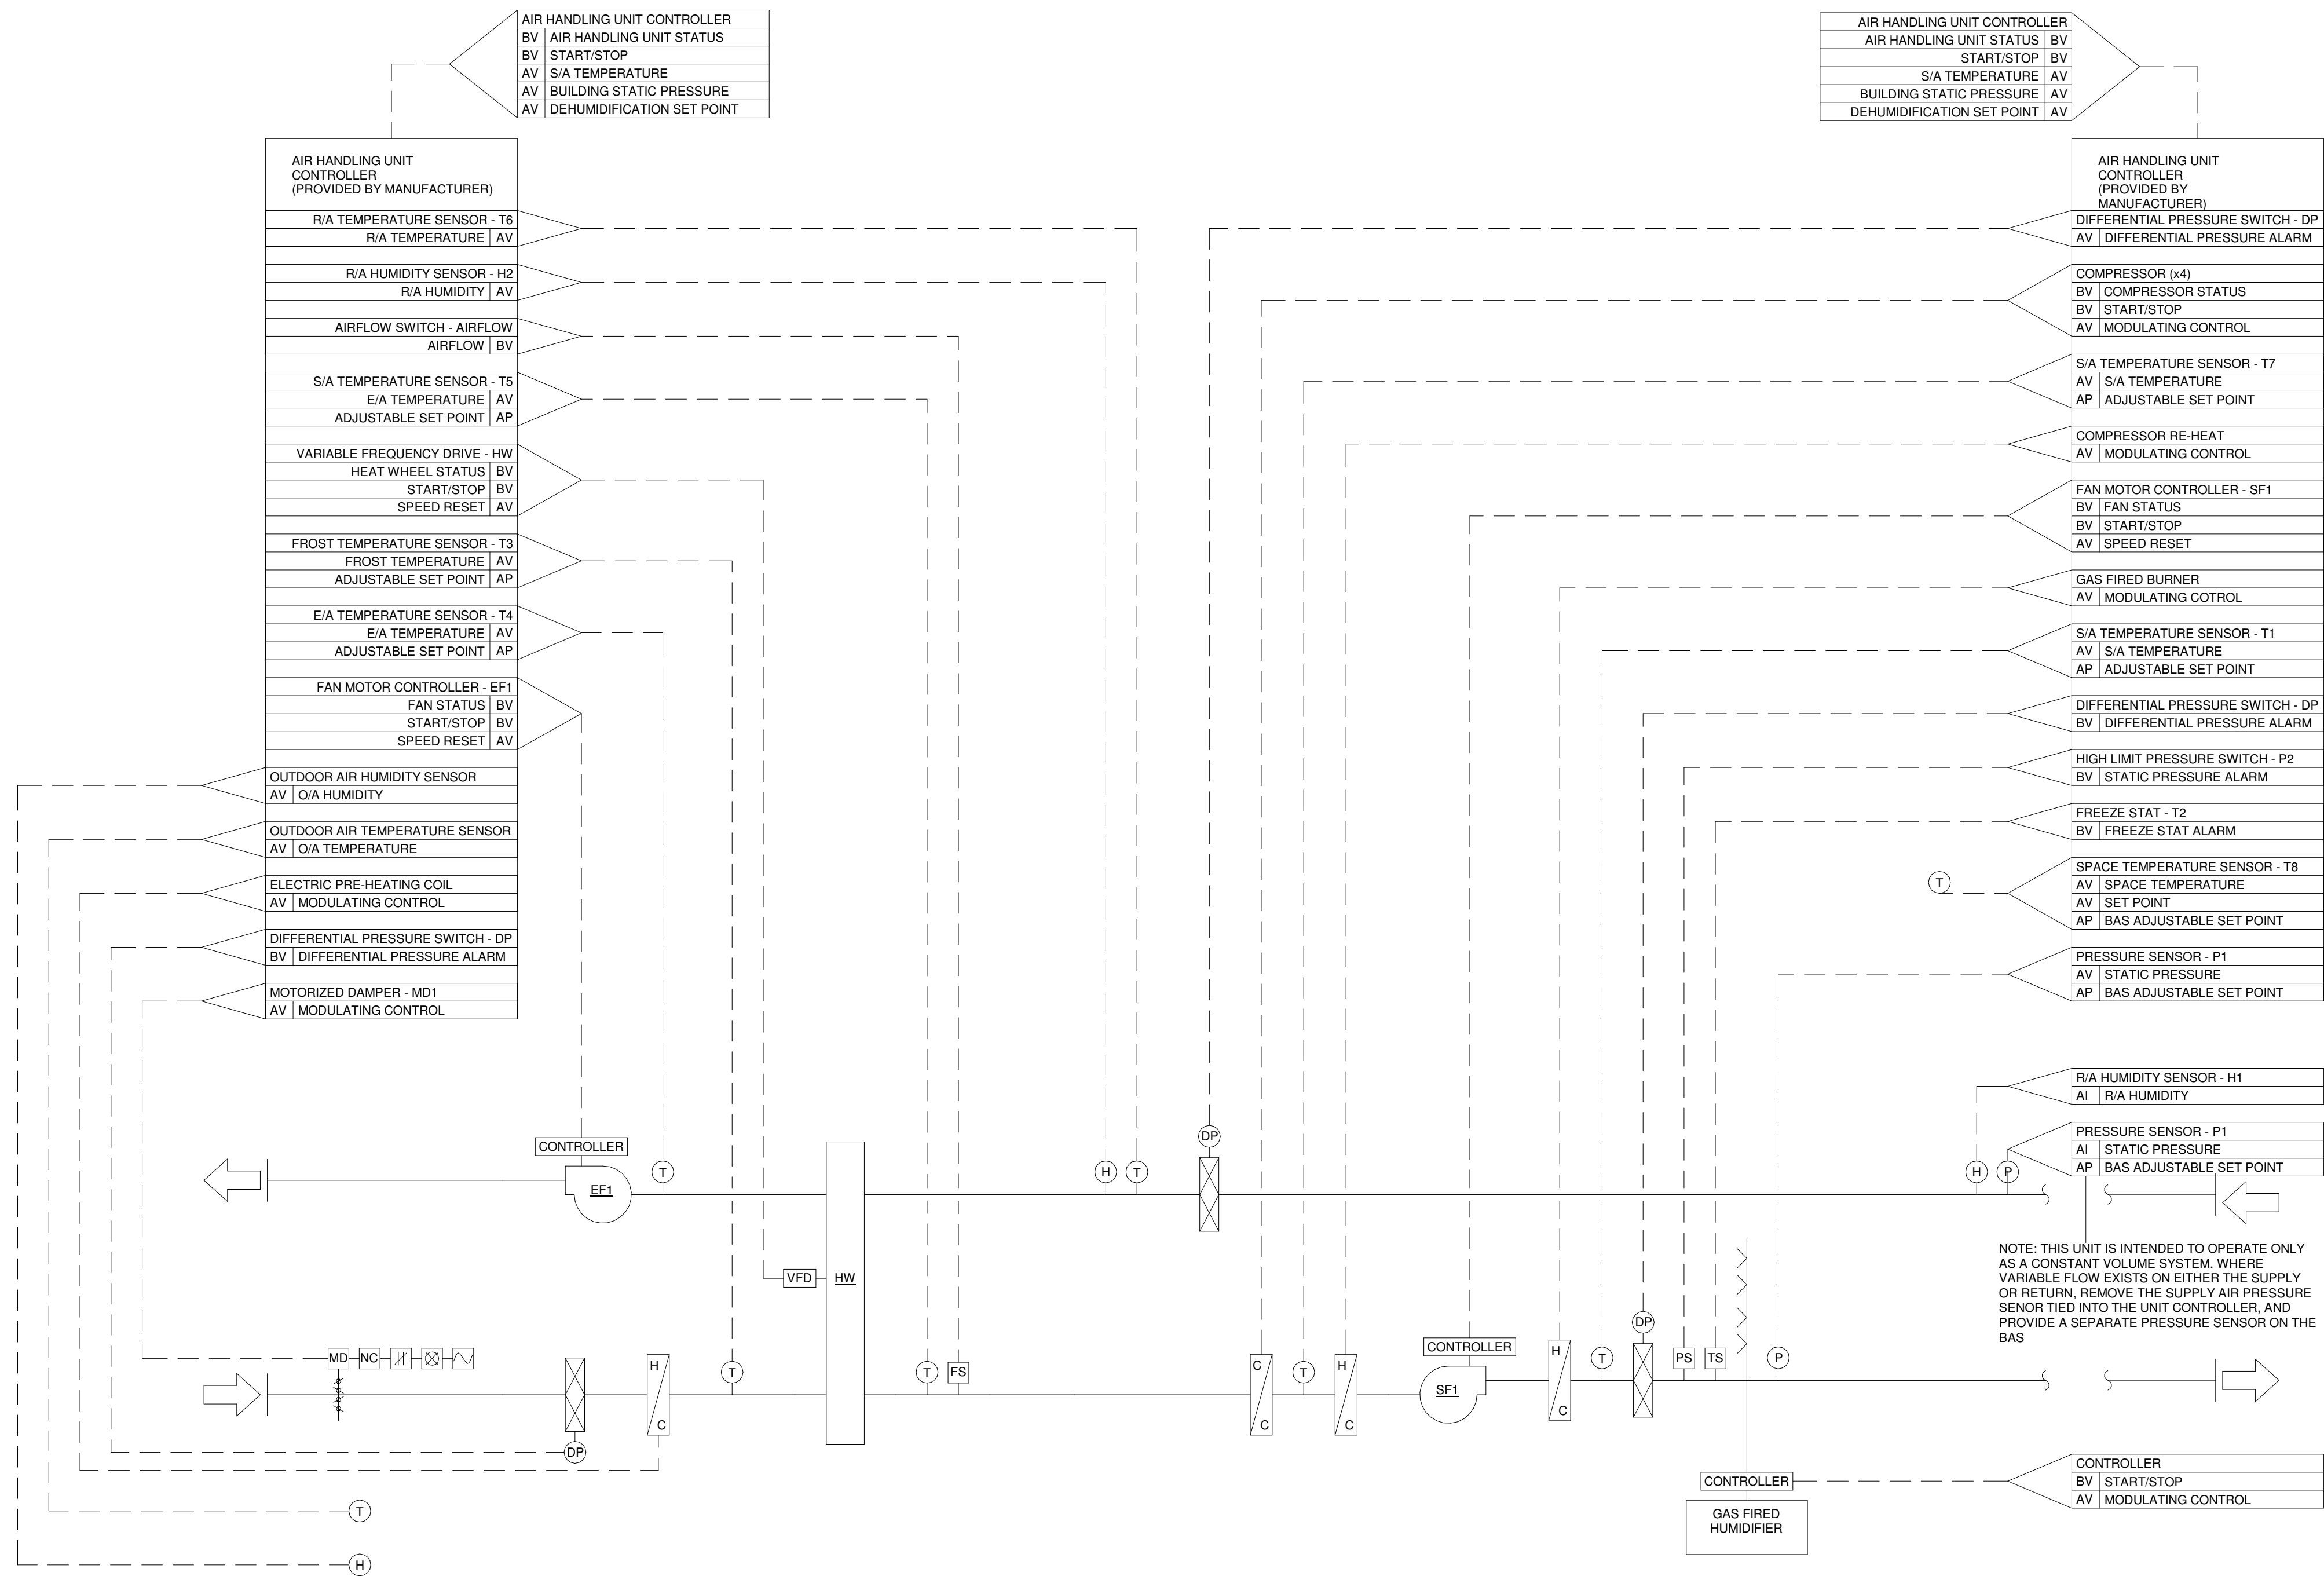 AIR HANDLING UNIT CONTROLLER
BV AIR HANDLING UNIT STATUS
BV START/STOP
AV S/A TEMPERATURE
AV BUILDING STATIC PRESSURE
AV DEHUMIDIFICATION SET POINT
AIR HANDLING UNIT CONTROLLER
AIR HANDLING UNIT STATUS BV
START/STOP BV
S/A TEMPERATURE AV
BUILDING STATIC PRESSURE AV
DEHUMIDIFICATION SET POINT AV
AIR HANDLING UNIT
CONTROLLER
(PROVIDED BY MANUFACTURER)
R/A TEMPERATURE SENSOR - T6
R/A TEMPERATURE AV
R/A HUMIDITY SENSOR - H2
R/A HUMIDITY AV
AIRFLOW SWITCH - AIRFLOW
AIRFLOW BV
S/A TEMPERATURE SENSOR - T5
E/A TEMPERATURE AV
ADJUSTABLE SET POINT AP
VARIABLE FREQUENCY DRIVE - HW
HEAT WHEEL STATUS BV
START/STOP BV
SPEED RESET AV
FROST TEMPERATURE SENSOR - T3
FROST TEMPERATURE AV
ADJUSTABLE SET POINT AP
E/A TEMPERATURE SENSOR - T4
E/A TEMPERATURE AV
ADJUSTABLE SET POINT AP
FAN MOTOR CONTROLLER - EF1
FAN STATUS BV
START/STOP BV
SPEED RESET AV
OUTDOOR AIR HUMIDITY SENSOR
AV O/A HUMIDITY
OUTDOOR AIR TEMPERATURE SENSOR
AV O/A TEMPERATURE
ELECTRIC PRE-HEATING COIL
AV MODULATING CONTROL
DIFFERENTIAL PRESSURE SWITCH - DP
BV DIFFERENTIAL PRESSURE ALARM
MOTORIZED DAMPER - MD1
AV MODULATING CONTROL
AIR HANDLING UNIT
CONTROLLER
(PROVIDED BY
MANUFACTURER)
DIFFERENTIAL PRESSURE SWITCH - DP
AV DIFFERENTIAL PRESSURE ALARM
COMPRESSOR (x4)
BV COMPRESSOR STATUS
BV START/STOP
AV MODULATING CONTROL
S/A TEMPERATURE SENSOR - T7
AV S/A TEMPERATURE
AP ADJUSTABLE SET POINT
COMPRESSOR RE-HEAT
AV MODULATING CONTROL
FAN MOTOR CONTROLLER - SF1
BV FAN STATUS
BV START/STOP
AV SPEED RESET
GAS FIRED BURNER
AV MODULATING COTROL
S/A TEMPERATURE SENSOR - T1
AV S/A TEMPERATURE
AP ADJUSTABLE SET POINT
DIFFERENTIAL PRESSURE SWITCH - DP
BV DIFFERENTIAL PRESSURE ALARM
HIGH LIMIT PRESSURE SWITCH - P2
BV STATIC PRESSURE ALARM
FREEZE STAT - T2
BV FREEZE STAT ALARM
T
SPACE TEMPERATURE SENSOR - T8
AV SPACE TEMPERATURE
AV SET POINT
AP BAS ADJUSTABLE SET POINT
PRESSURE SENSOR - P1
AV STATIC PRESSURE
AP BAS ADJUSTABLE SET POINT
R/A HUMIDITY SENSOR - H1
AI R/A HUMIDITY
PRESSURE SENSOR - P1
AI STATIC PRESSURE
AP BAS ADJUSTABLE SET POINT
CONTROLLER
EF1
T
H
T
DP
H
P
VFD
HW
NOTE: THIS UNIT IS INTENDED TO OPERATE ONLY
AS A CONSTANT VOLUME SYSTEM. WHERE
VARIABLE FLOW EXISTS ON EITHER THE SUPPLY
OR RETURN, REMOVE THE SUPPLY AIR PRESSURE
SENOR TIED INTO THE UNIT CONTROLLER, AND
PROVIDE A SEPARATE PRESSURE SENSOR ON THE
BAS
MD
NC
DP
H
C
T
T
FS
C
C
T
H
C
CONTROLLER
SF1
H
C
T
DP
PS
TS
P
CONTROLLER
GAS FIRED
HUMIDIFIER
CONTROLLER
BV START/STOP
AV MODULATING CONTROL
T
H